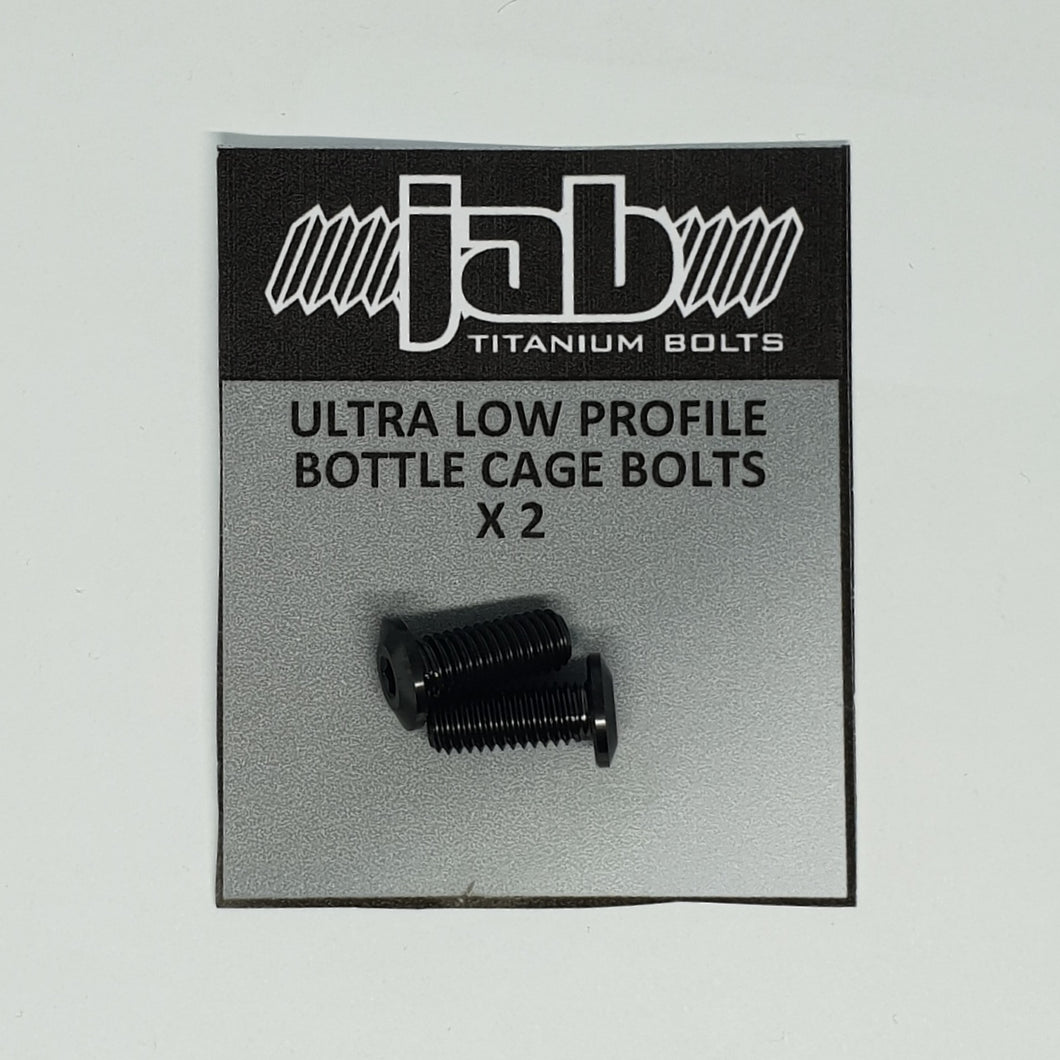 jab
TITANIUM BOLTS
ULTRA LOW PROFILE
BOTTLE CAGE BOLTS
X 2